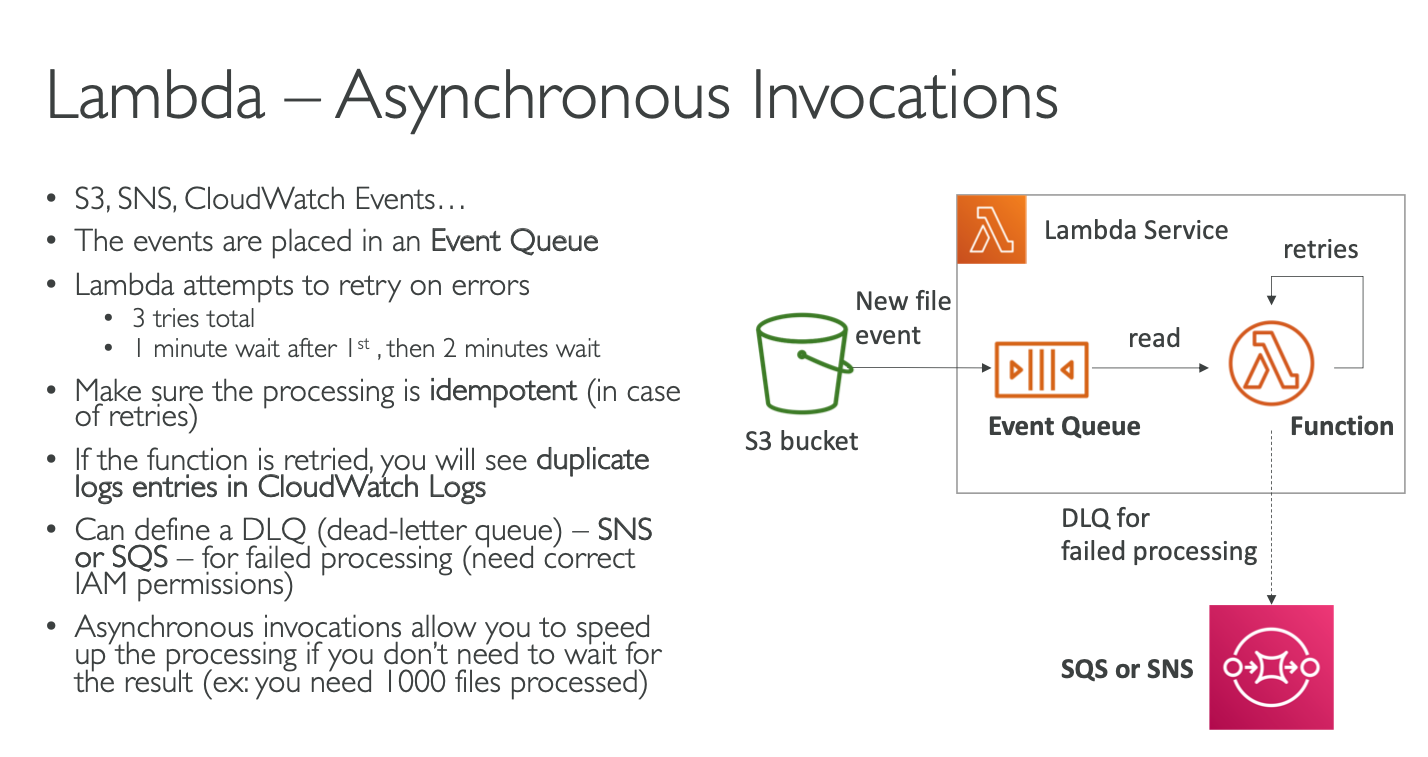 Lambda – Asynchronous Invocations
• S3, SNS, CloudWatch Events…
• The events are placed in an Event Queue
• Lambda attempts to retry on errors
• 3 tries total
• 1 minute wait after 1st , then 2 minutes wait
• Make sure the processing is idempotent (in case
of retries)
• If the function is retried, you will see duplicate
logs entries in CloudWatch Logs
• Can define a DLQ (dead-letter queue) – SNS
or SQS – for failed processing (need correct
IAM permissions)
• Asynchronous invocations allow you to speed
up the processing if you don’t need to wait for
the result (ex: you need 1000 files processed)
Lambda Service
retries
New file
event
read
S3 bucket
Event Queue
Function
DLQ for
failed processing
SQS or SNS